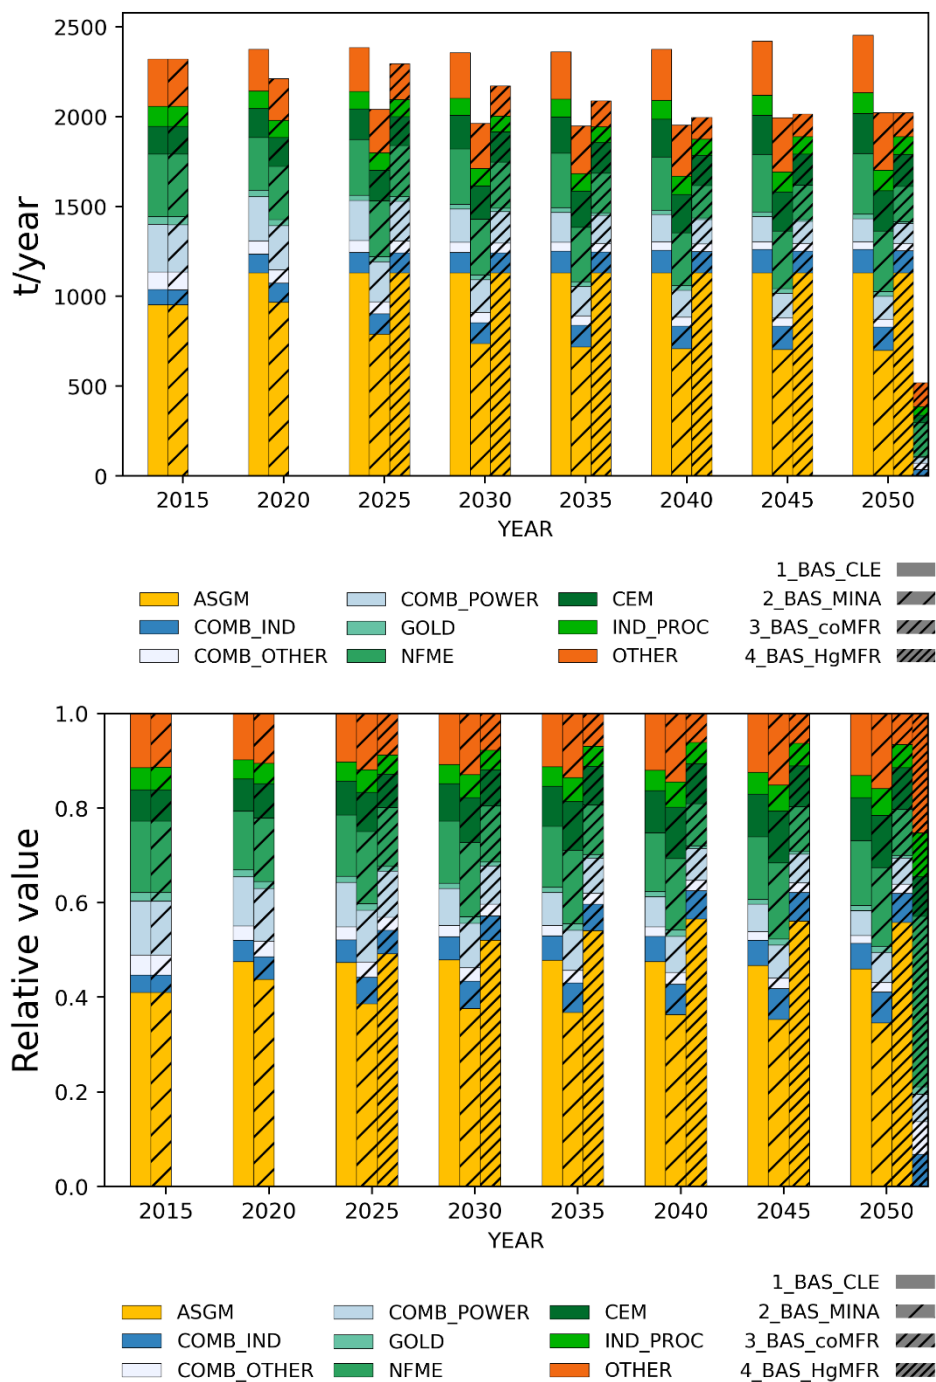 2500
2000
1500
1000
500
0
t/year
2015 2020 2025 2030 2035 2040 2045 2050
YEAR
ASGM COMB_POWER CEM 1_BAS_CLE
COMB_IND GOLD IND_PROC 2_BAS_MINA
COMB_OTHER NFME OTHER 3_BAS_coMFR
4_BAS_HgMFR
1.0
0.8
0.6
0.4
0.2
0.0
Relative value
2015 2020 2025 2030 2035 2040 2045 2050
YEAR
ASGM COMB_POWER CEM 1_BAS_CLE
COMB_IND GOLD IND_PROC 2_BAS_MINA
COMB_OTHER NFME OTHER 3_BAS_coMFR
4_BAS_HgMFR